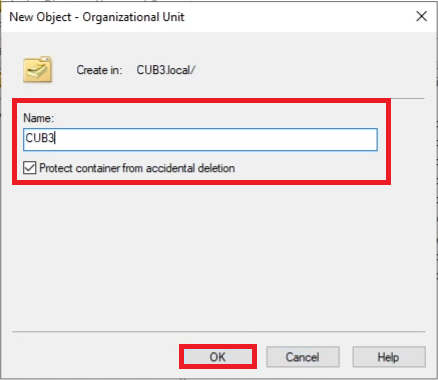 New Object - Organizational Unit
Create in: CUB3.local/
Name:
CUB3
Protect container from accidental deletion
OK Cancel Help